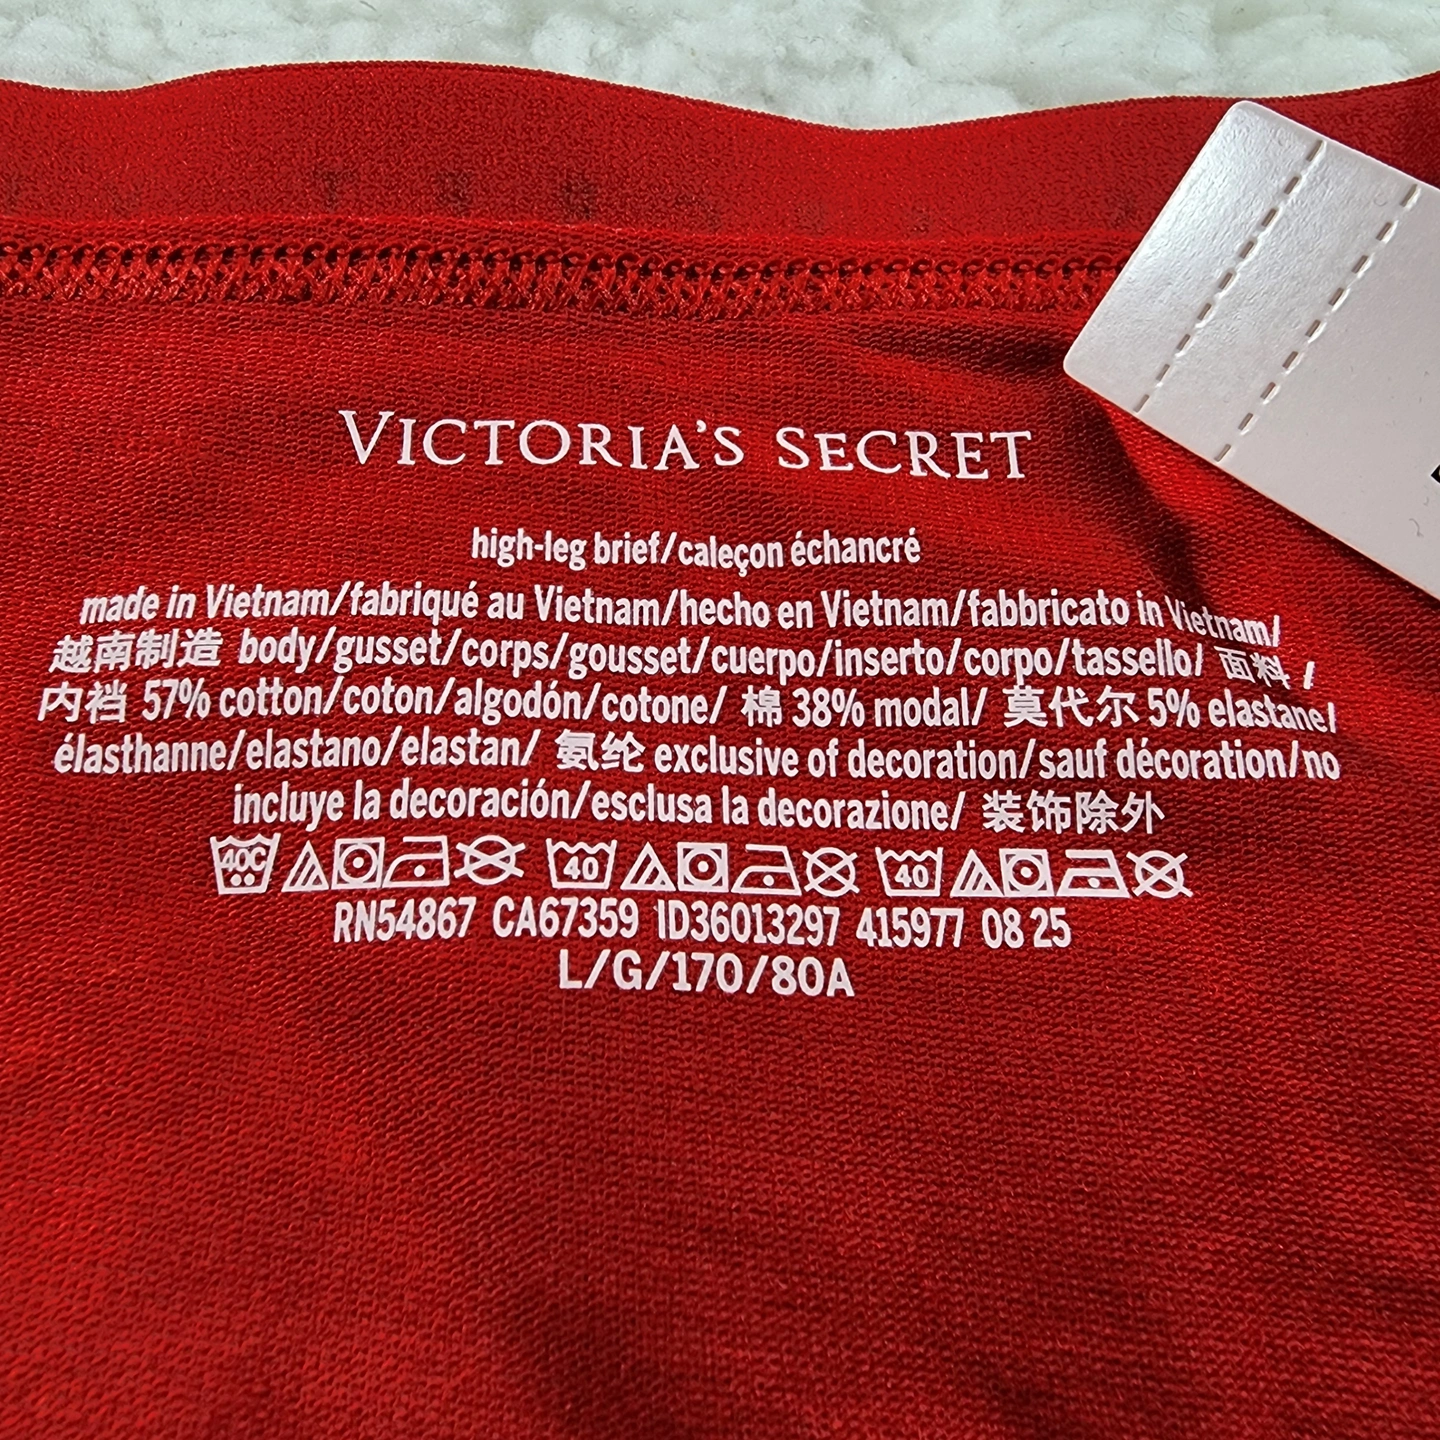 VICTORIA'S SECRET
high-leg brief/caleçon échancré
made in Vietnam/fabriqué au Vietnam/hecho en Vietnam/fabbricato in Vietnam/
越南制造 body/gusset/corps/gousset/cuerpo/inserto/corpo/tassello/ 面料 /
内裆 57% cotton/coton/algodón/cotone/ 棉 38% modal/ 莫代尔 5% elastane/
élasthanne/elastano/elastan/ 氨纶 exclusive of decoration/sauf décoration/no
incluye la decoración/esclusa la decorazione/ 装饰除外
40C 40 40
RN54867 CA67359 ID36013297 415977 08 25
L/G/170/80A